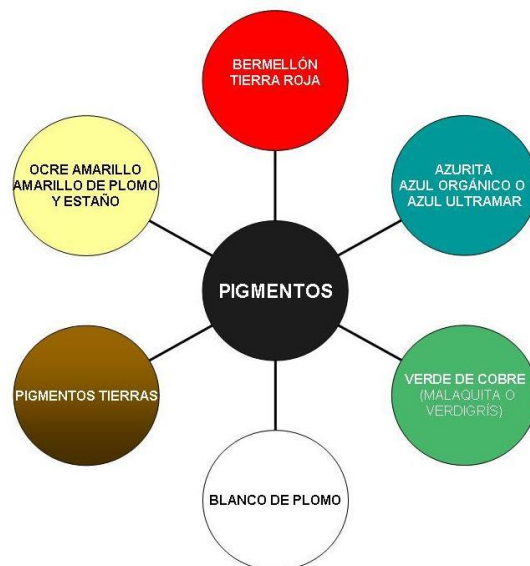 BERMELLÓN
TIERRA ROJA
OCRE AMARILLO
AMARILLO DE PLOMO
Y ESTAÑO
AZURITA
AZUL ORGÁNICO O
AZUL ULTRAMAR
PIGMENTOS
PIGMENTOS TIERRAS
VERDE DE COBRE
(MALAQUITA O
VERDIGRÍS)
BLANCO DE PLOMO